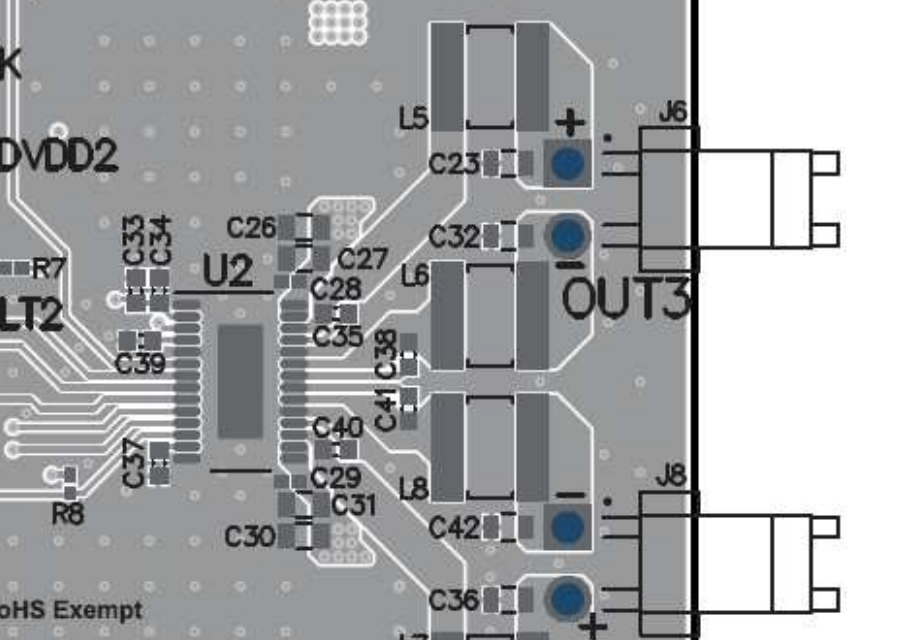 K
L5
+
J6
DVDD2
C23
C33
C34
C26
C32
U2
C27
R7
L6
−
C28
OUT3
LT2
C35
C38
C39
C41
C40
C37
J8
C29
L8
−
C31
R8
C30
C42
oHS Exempt
C36
+